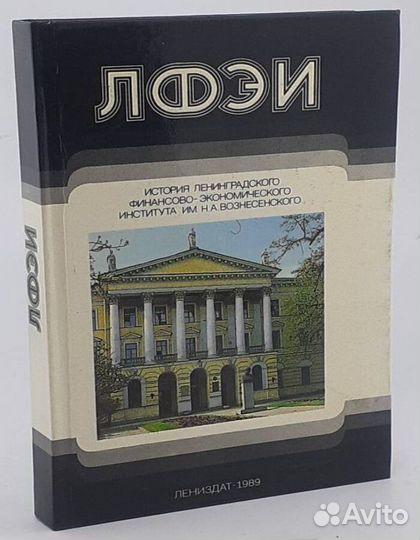 ЛФЭИ
ИСТОРИЯ ЛЕНИНГРАДСКОГО
ФИНАНСОВО-ЭКОНОМИЧЕСКОГО
ИНСТИТУТА ИМ. Н.А. ВОЗНЕСЕНСКОГО
ЛФЭИ
ЛЕНИЗДАТ · 1989
Avito